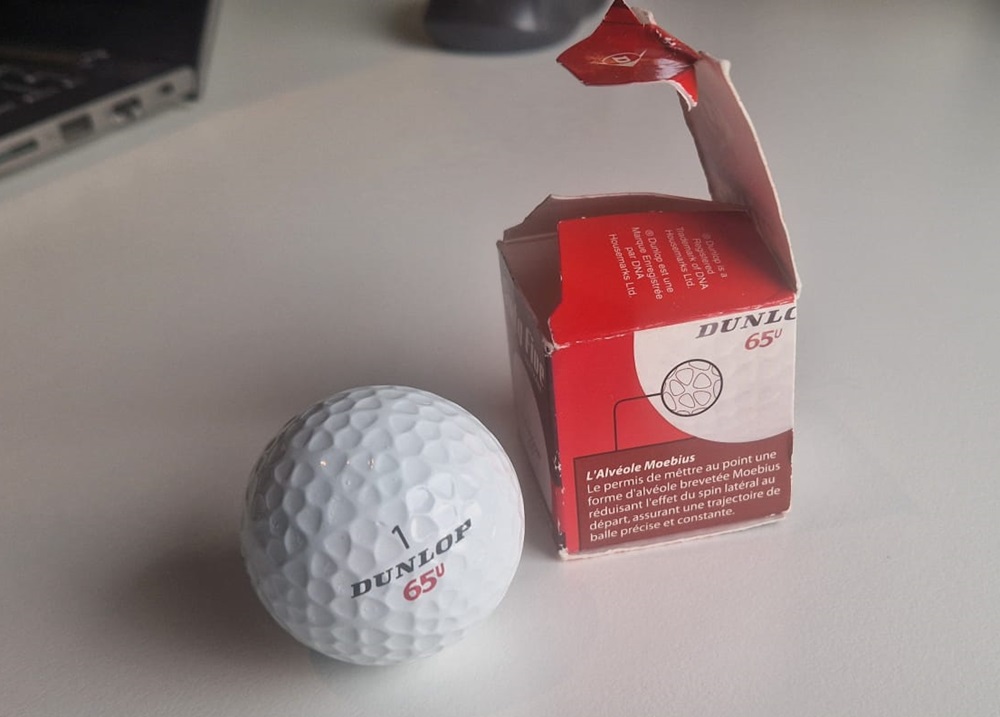 1
DUNLOP
65U
® Dunlop is a
Registered
Trademark of DNA
Housemarks Ltd.
® Dunlop est une
Marque Enregistrée
par DNA
Housemarks Ltd.
DUNLO
65U
L'Alvéole Moebius
Le permis de mêttre au point une
forme d'alvéole brevetée Moebius
réduisant l'effet du spin latéral au
départ, assurant une trajectoire de
balle précise et constante.
D